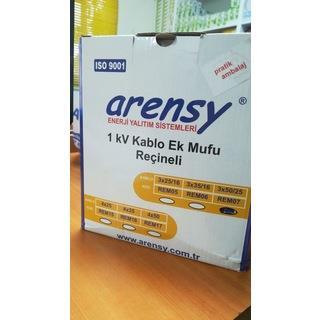 ISO 9001
pratik
ambalaj
arensy ®
ENERJİ YALITIM SİSTEMLERİ
1 kV Kablo Ek Mufu
Reçineli
3x25/16 3x35/16 3x50/25
REM05 REM06 REM07
4x25 4x35 4x50
REM15 REM16 REM17
www.arensy.com.tr